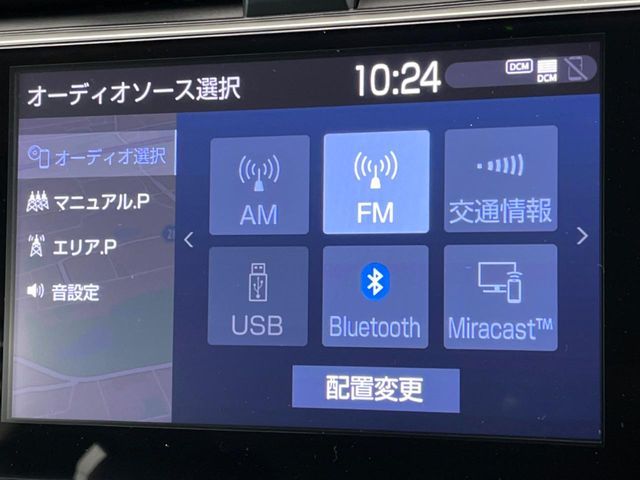 オーディオソース選択
10:24
DCM
DCM
オーディオ選択
マニュアル.P
エリア.P
音設定
AM
FM
交通情報
USB
Bluetooth
Miracast™
配置変更